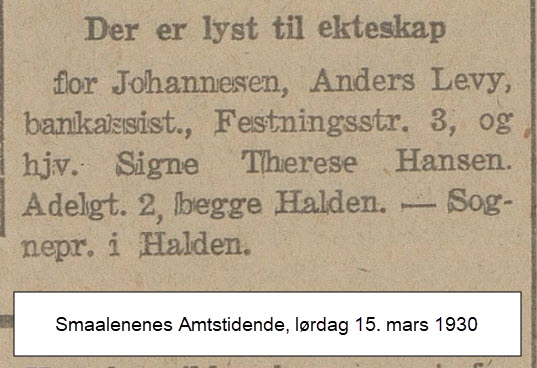 Der er lyst til ekteskap
for Johannesen, Anders Levy,
bankassist., Festningsstr. 3, og
hjv. Signe Therese Hansen.
Adelgt. 2, begge Halden. — Sog-
nepr. i Halden.
Smaalenenes Amtstidende, lørdag 15. mars 1930